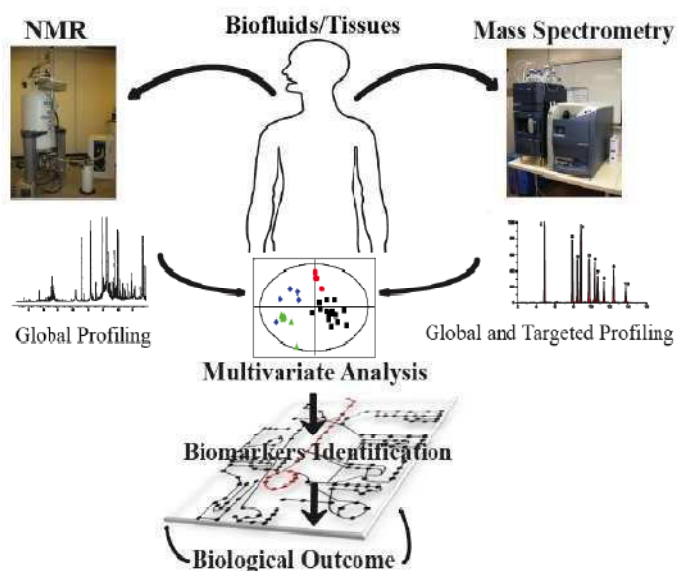 NMR
Biofluids/Tissues
Mass Spectrometry
Global Profiling
Global and Targeted Profiling
Multivariate Analysis
Biomarkers Identification
Biological Outcome